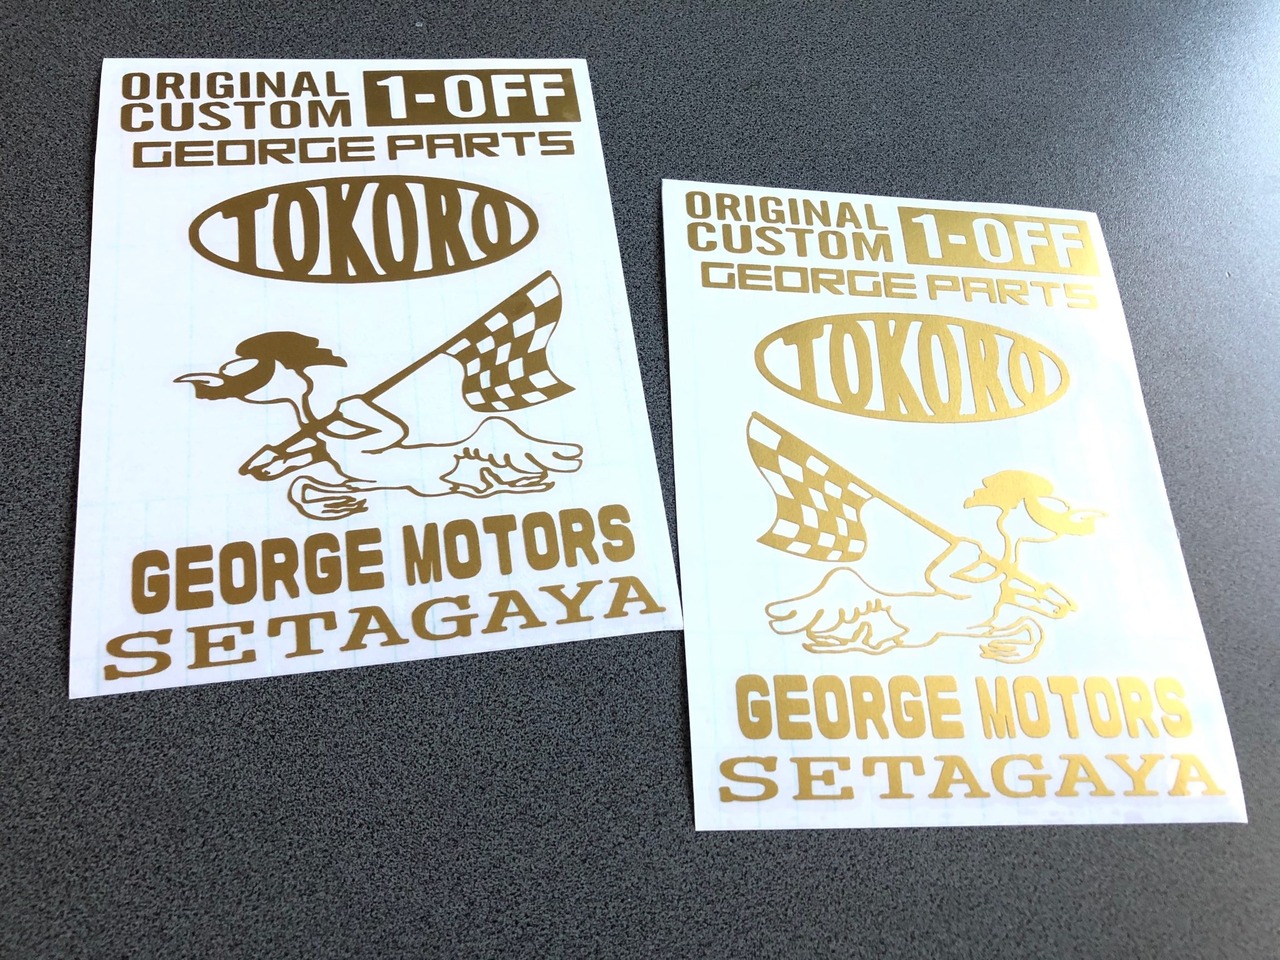 ORIGINAL
CUSTOM
1-OFF
GEORGE PARTS
TOKORO
GEORGE MOTORS
SETAGAYA
ORIGINAL
CUSTOM
1-OFF
GEORGE PARTS
TOKORO
GEORGE MOTORS
SETAGAYA